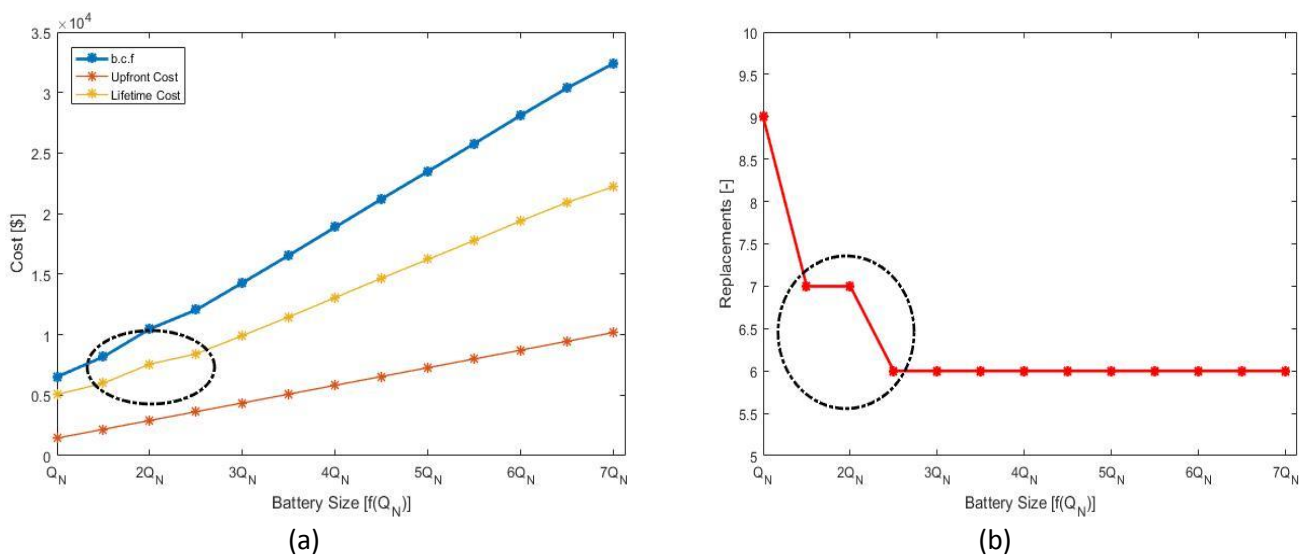 ×10⁴
3.5
3
2.5
2
1.5
1
0.5
0
Cost [$]
b.c.f
Upfront Cost
Lifetime Cost
Q_N 2Q_N 3Q_N 4Q_N 5Q_N 6Q_N 7Q_N
Battery Size [f(Q_N)]
(a)
10
9.5
9
8.5
8
7.5
7
6.5
6
5.5
5
Replacements [-]
Q_N 2Q_N 3Q_N 4Q_N 5Q_N 6Q_N 7Q_N
Battery Size [f(Q_N)]
(b)